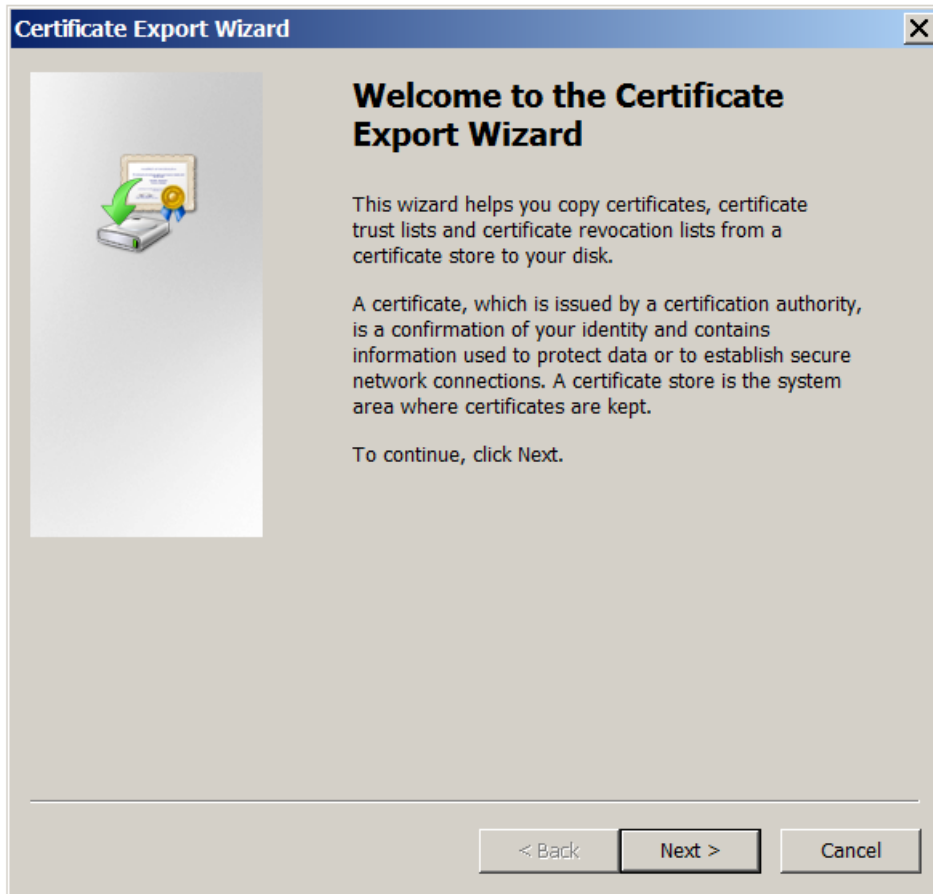 Certificate Export Wizard
Welcome to the Certificate
Export Wizard
This wizard helps you copy certificates, certificate
trust lists and certificate revocation lists from a
certificate store to your disk.
A certificate, which is issued by a certification authority,
is a confirmation of your identity and contains
information used to protect data or to establish secure
network connections. A certificate store is the system
area where certificates are kept.
To continue, click Next.
< Back
Next >
Cancel